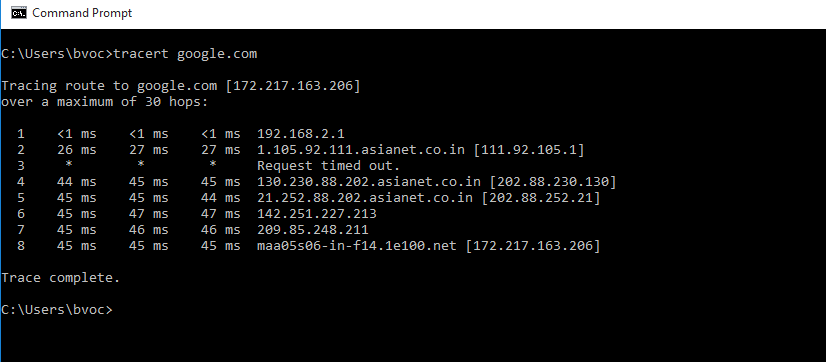 Command Prompt
C:\Users\bvoc>tracert google.com
Tracing route to google.com [172.217.163.206]
over a maximum of 30 hops:
1 <1 ms <1 ms <1 ms 192.168.2.1
2 26 ms 27 ms 27 ms 1.105.92.111.asianet.co.in [111.92.105.1]
3 * * * Request timed out.
4 44 ms 45 ms 45 ms 130.230.88.202.asianet.co.in [202.88.230.130]
5 45 ms 45 ms 44 ms 21.252.88.202.asianet.co.in [202.88.252.21]
6 45 ms 47 ms 47 ms 142.251.227.213
7 45 ms 46 ms 46 ms 209.85.248.211
8 45 ms 45 ms 45 ms maa05s06-in-f14.1e100.net [172.217.163.206]
Trace complete.
C:\Users\bvoc>